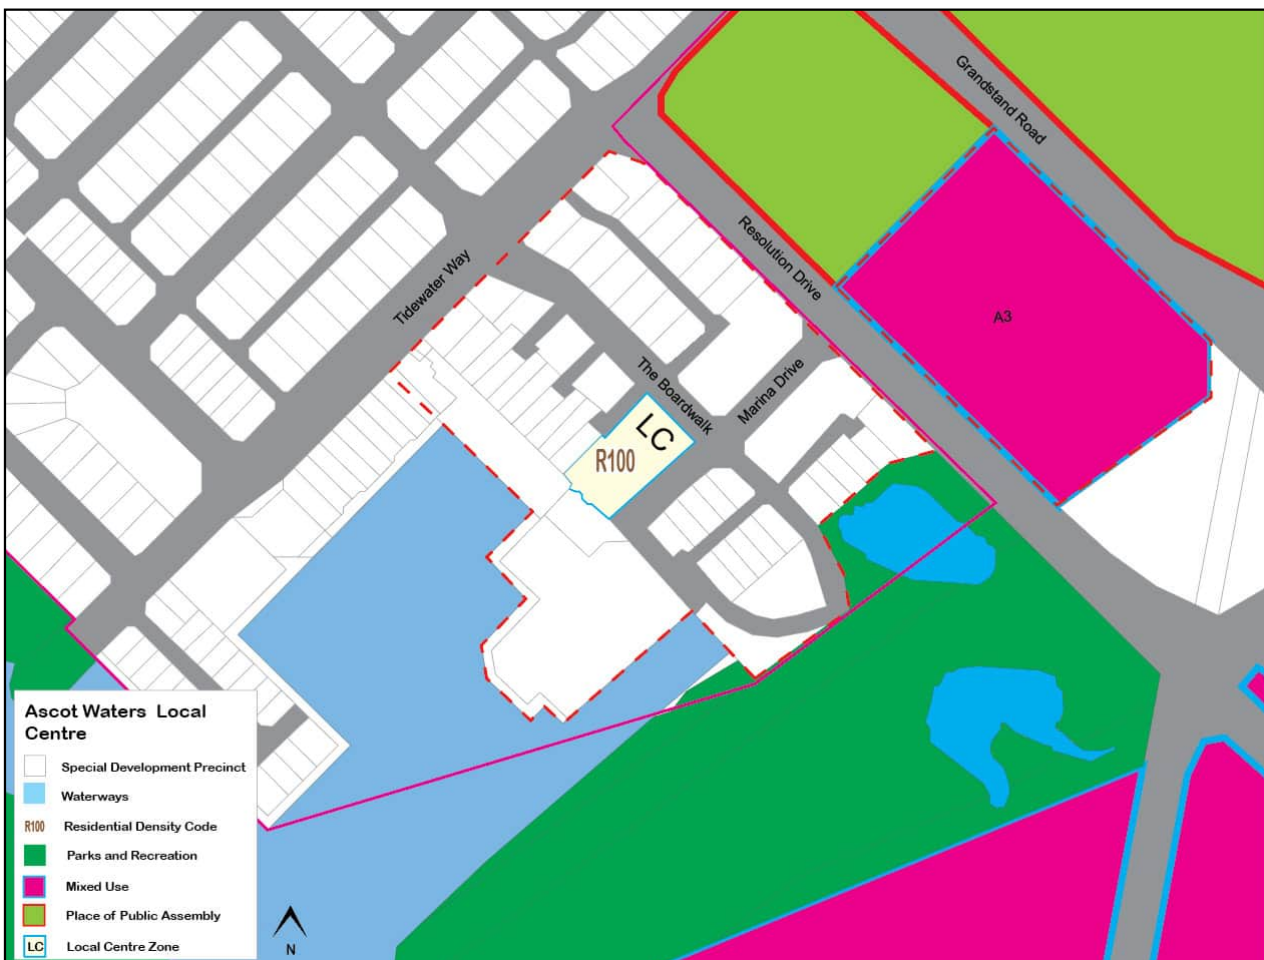 Grandstand Road
Resolution Drive
Tidewater Way
A3
The Boardwalk
Marina Drive
LC
R100
Ascot Waters Local
Centre
Special Development Precinct
Waterways
R100 Residential Density Code
Parks and Recreation
Mixed Use
Place of Public Assembly
LC Local Centre Zone
N